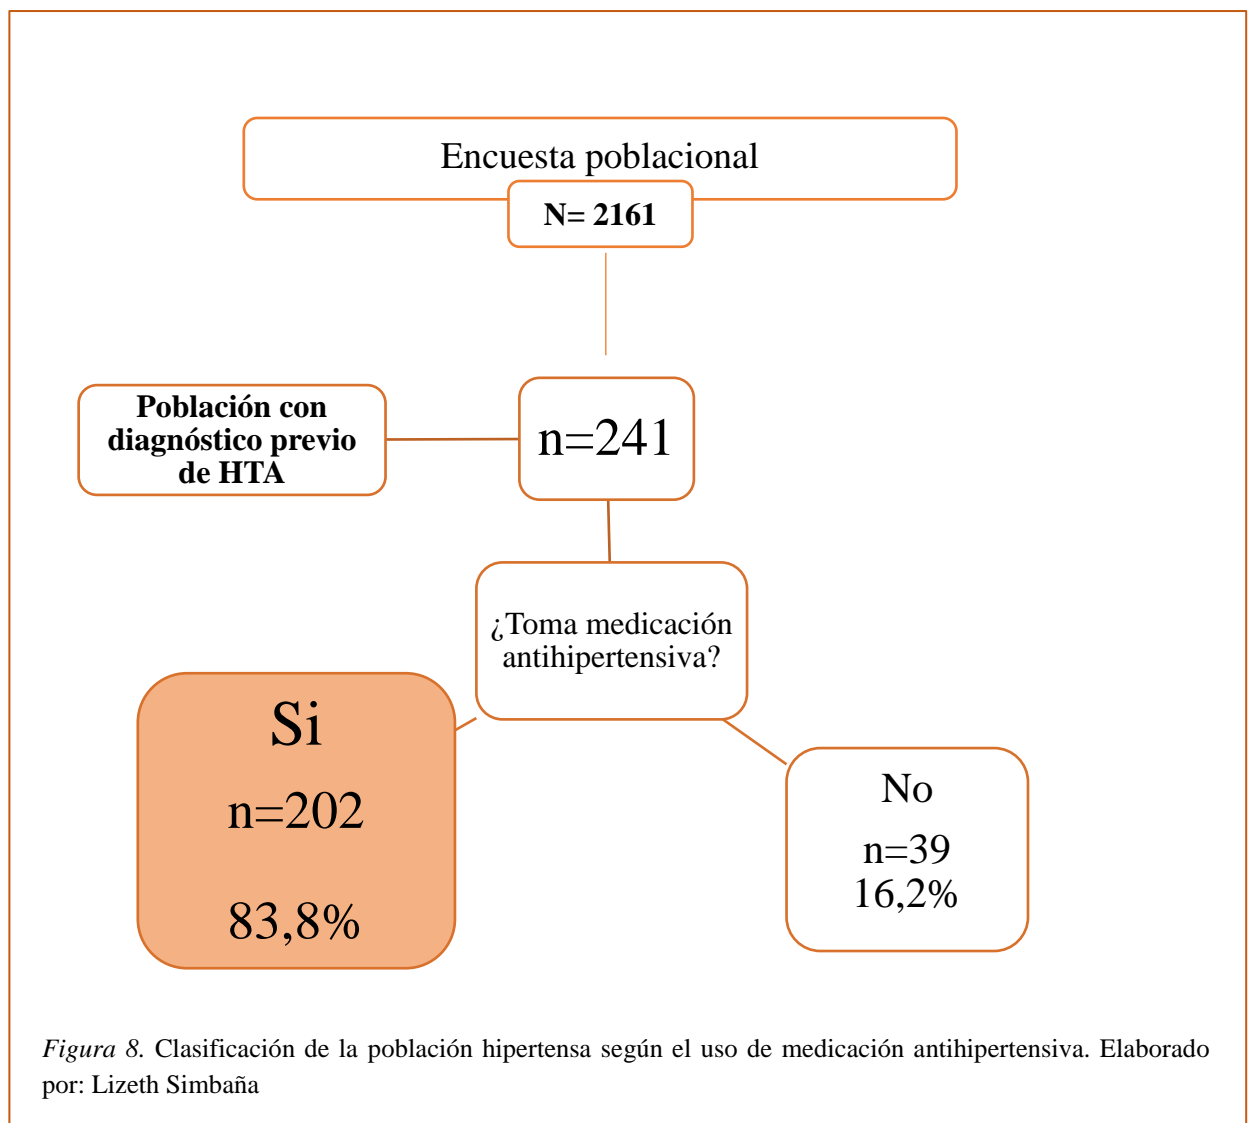 Encuesta poblacional
N= 2161
Población con
diagnóstico previo
de HTA
n=241
¿Toma medicación
antihipertensiva?
Si
n=202
83,8%
No
n=39
16,2%
Figura 8. Clasificación de la población hipertensa según el uso de medicación antihipertensiva. Elaborado
por: Lizeth Simbaña